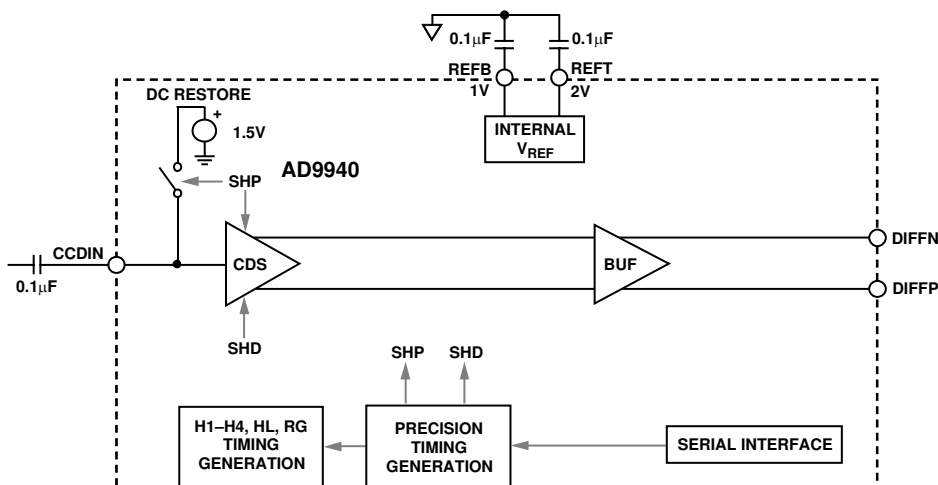 0.1μF
0.1μF
REFB
REFT
1V
2V
DC RESTORE
+
1.5V
INTERNAL
VREF
AD9940
SHP
CCDIN
0.1μF
CDS
BUF
DIFFN
DIFFP
SHD
SHP
SHD
H1–H4, HL, RG
TIMING
GENERATION
PRECISION
TIMING
GENERATION
SERIAL INTERFACE